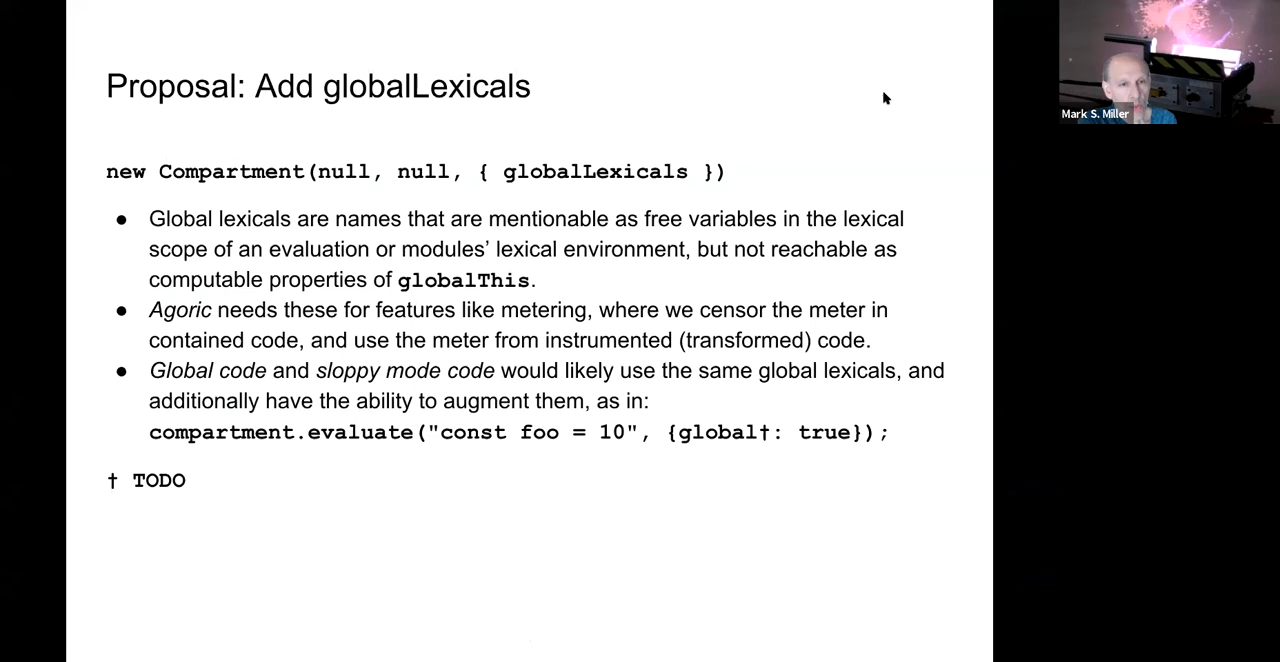 Proposal: Add globalLexicals
Mark S. Miller
new Compartment(null, null, { globalLexicals })
● Global lexicals are names that are mentionable as free variables in the lexical
scope of an evaluation or modules’ lexical environment, but not reachable as
computable properties of globalThis.
● Agoric needs these for features like metering, where we censor the meter in
contained code, and use the meter from instrumented (transformed) code.
● Global code and sloppy mode code would likely use the same global lexicals, and
additionally have the ability to augment them, as in:
compartment.evaluate("const foo = 10", {global†: true});
† TODO